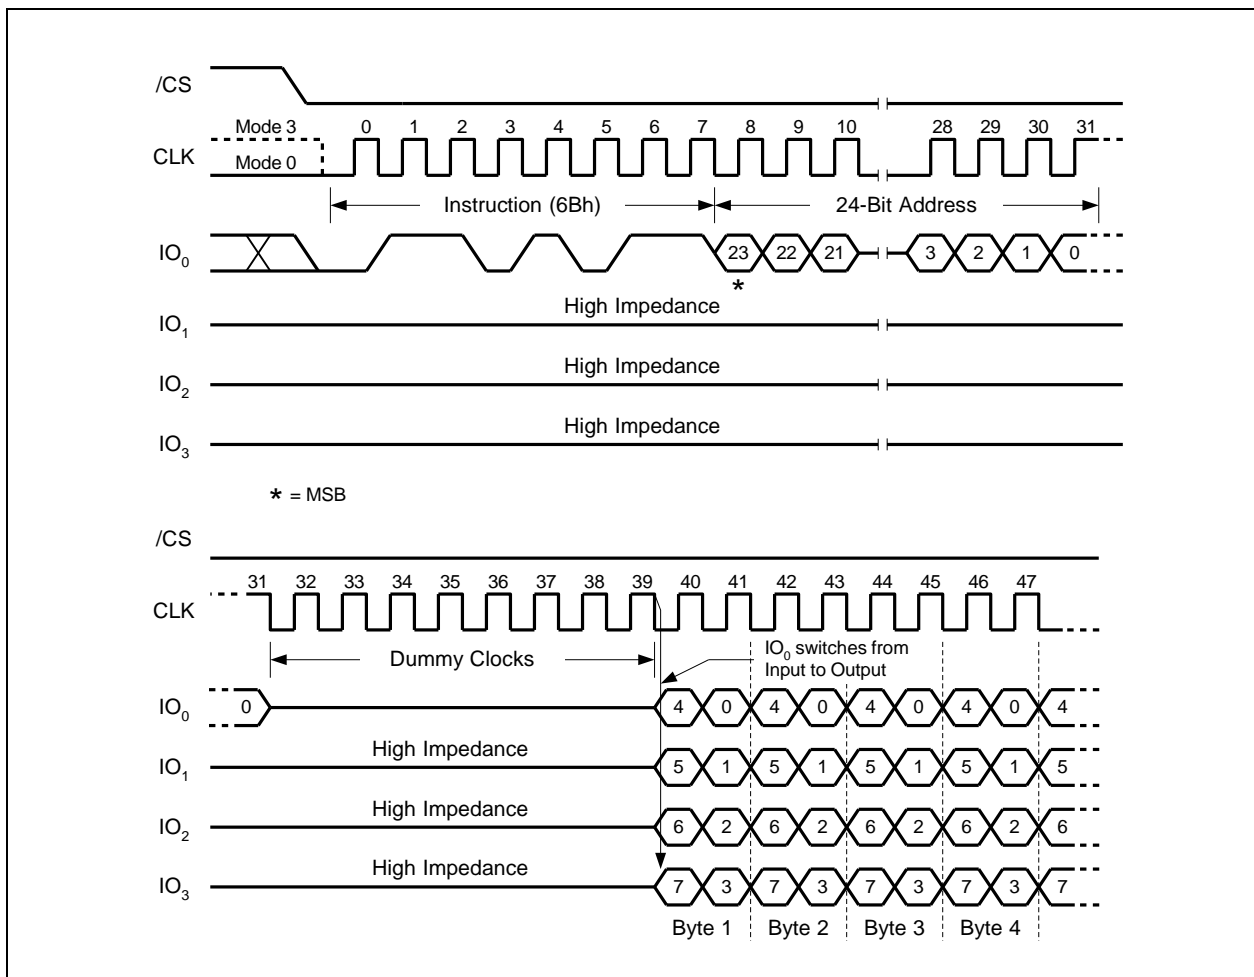 /CS
Mode 3 0 1 2 3 4 5 6 7 8 9 10 28 29 30 31
CLK
Mode 0
Instruction (6Bh) 24-Bit Address
IO0 23 22 21 3 2 1 0
*
High Impedance
IO1
High Impedance
IO2
High Impedance
IO3
* = MSB
/CS
31 32 33 34 35 36 37 38 39 40 41 42 43 44 45 46 47
CLK
Dummy Clocks
IO0 switches from
Input to Output
IO0 0 4 0 4 0 4 0 4 0 4
High Impedance
IO1 5 1 5 1 5 1 5 1 5
High Impedance
IO2 6 2 6 2 6 2 6 2 6
High Impedance
IO3 7 3 7 3 7 3 7 3 7
Byte 1 Byte 2 Byte 3 Byte 4